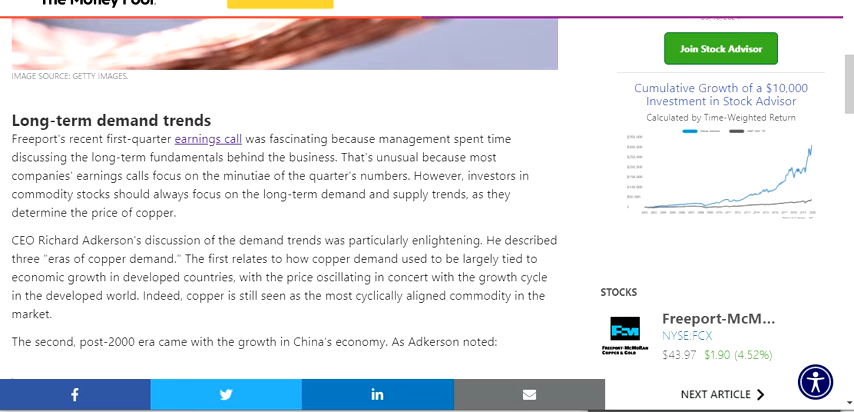 The Motley Fool.
IMAGE SOURCE: GETTY IMAGES.
Long-term demand trends
Freeport's recent first-quarter earnings call was fascinating because management spent time
discussing the long-term fundamentals behind the business. That's unusual because most
companies' earnings calls focus on the minutiae of the quarter's numbers. However, investors in
commodity stocks should always focus on the long-term demand and supply trends, as they
determine the price of copper.
CEO Richard Adkerson's discussion of the demand trends was particularly enlightening. He described
three "eras of copper demand." The first relates to how copper demand used to be largely tied to
economic growth in developed countries, with the price oscillating in concert with the growth cycle
in the developed world. Indeed, copper is still seen as the most cyclically aligned commodity in the
market.
The second, post-2000 era came with the growth in China's economy. As Adkerson noted:
Join Stock Advisor
Cumulative Growth of a $10,000
Investment in Stock Advisor
Calculated by Time-Weighted Return
STOCKS
Freeport-McM...
NYSE:FCX
$43.97 $1.90 (4.52%)
FREEPORT-MCMORAN
COPPER & GOLD
NEXT ARTICLE